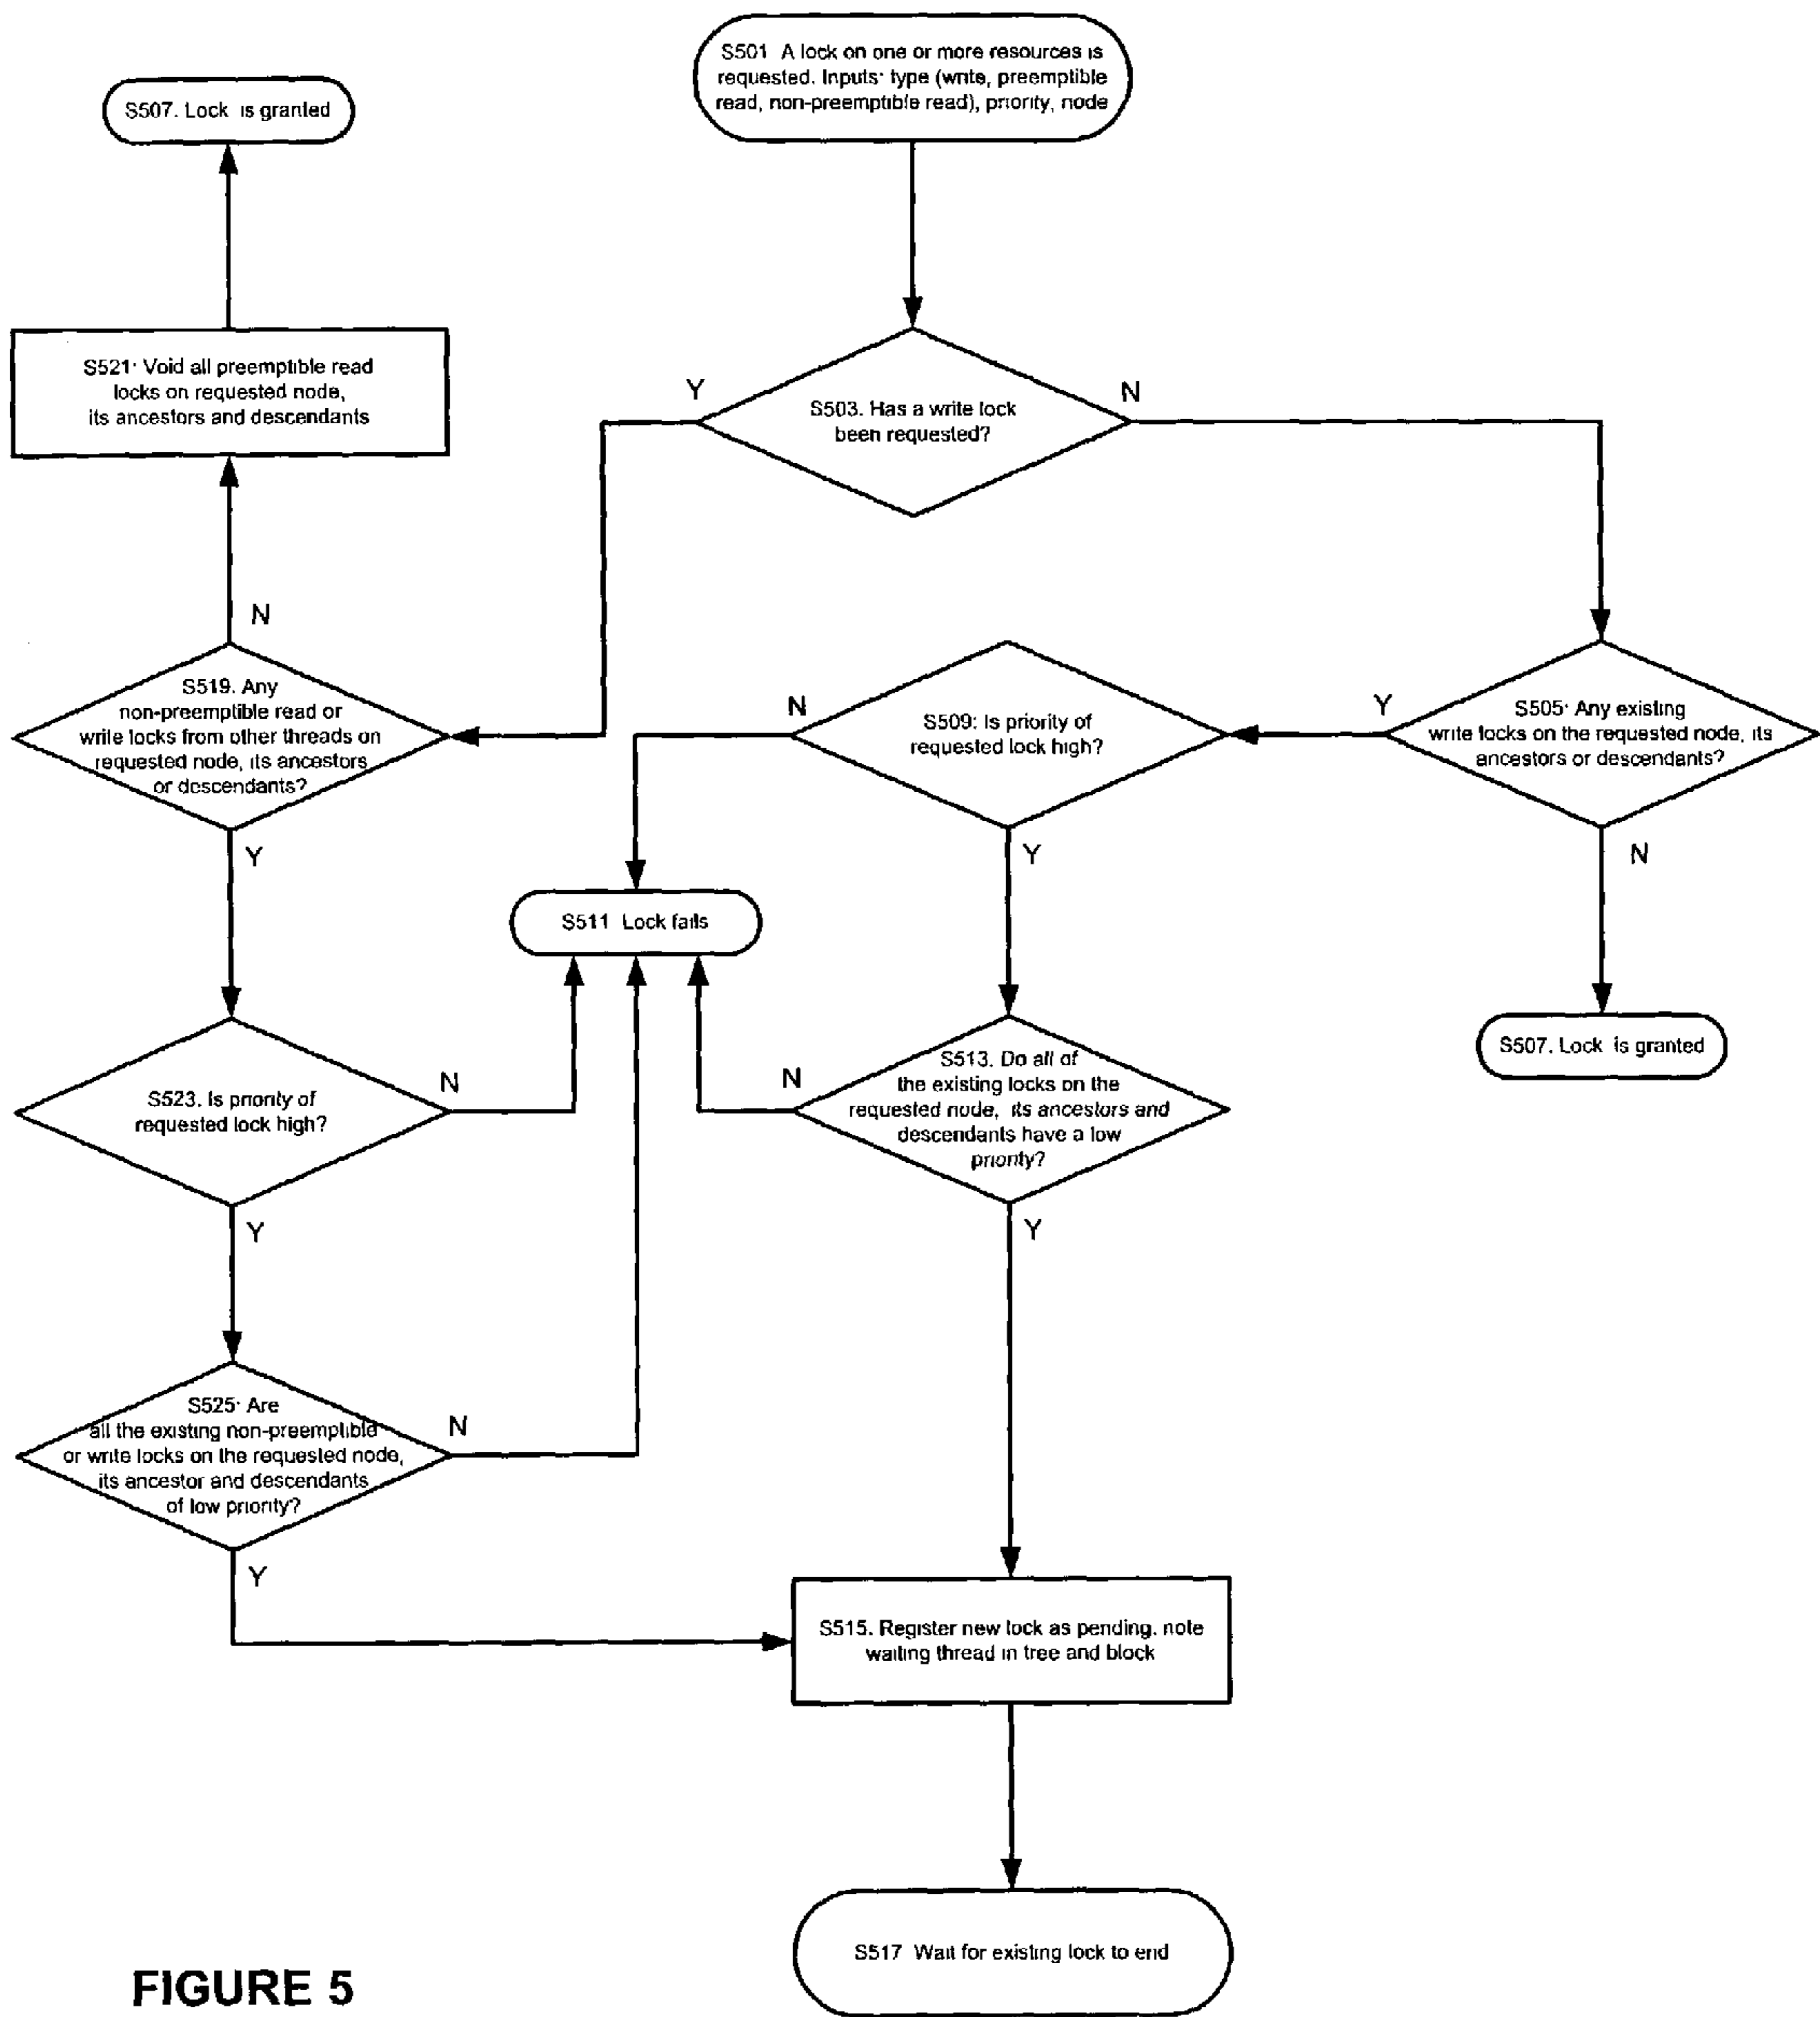 S501 A lock on one or more resources is
requested. Inputs: type (write, preemptible
read, non-preemptible read), priority, node
S507. Lock is granted
S521: Void all preemptible read
locks on requested node,
its ancestors and descendants
Y
N
S503. Has a write lock
been requested?
N
S519. Any
non-preemptible read or
write locks from other threads on
requested node, its ancestors
or descendants?
N
S509: Is priority of
requested lock high?
Y
S505: Any existing
write locks on the requested node, its
ancestors or descendants?
Y
Y
N
S511 Lock fails
S507. Lock is granted
S523. Is priority of
requested lock high?
N
N
S513. Do all of
the existing locks on the
requested node, its ancestors and
descendants have a low
priority?
Y
Y
S525: Are
all the existing non-preemptible
or write locks on the requested node,
its ancestor and descendants
of low priority?
N
Y
S515. Register new lock as pending, note
waiting thread in tree and block
S517 Wait for existing lock to end
FIGURE 5